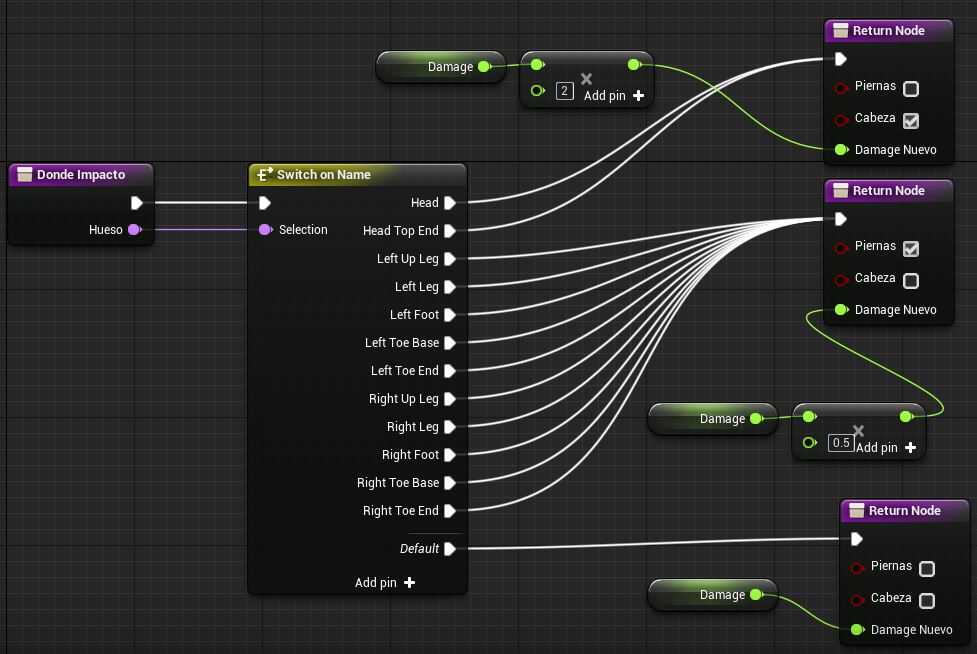 Damage
2
Add pin
Return Node
Piernas
Cabeza
Damage Nuevo
Donde Impacto
Hueso
Switch on Name
Selection
Head
Head Top End
Left Up Leg
Left Leg
Left Foot
Left Toe Base
Left Toe End
Right Up Leg
Right Leg
Right Foot
Right Toe Base
Right Toe End
Default
Add pin
Return Node
Piernas
Cabeza
Damage Nuevo
Damage
0.5
Add pin
Return Node
Piernas
Cabeza
Damage Nuevo
Damage